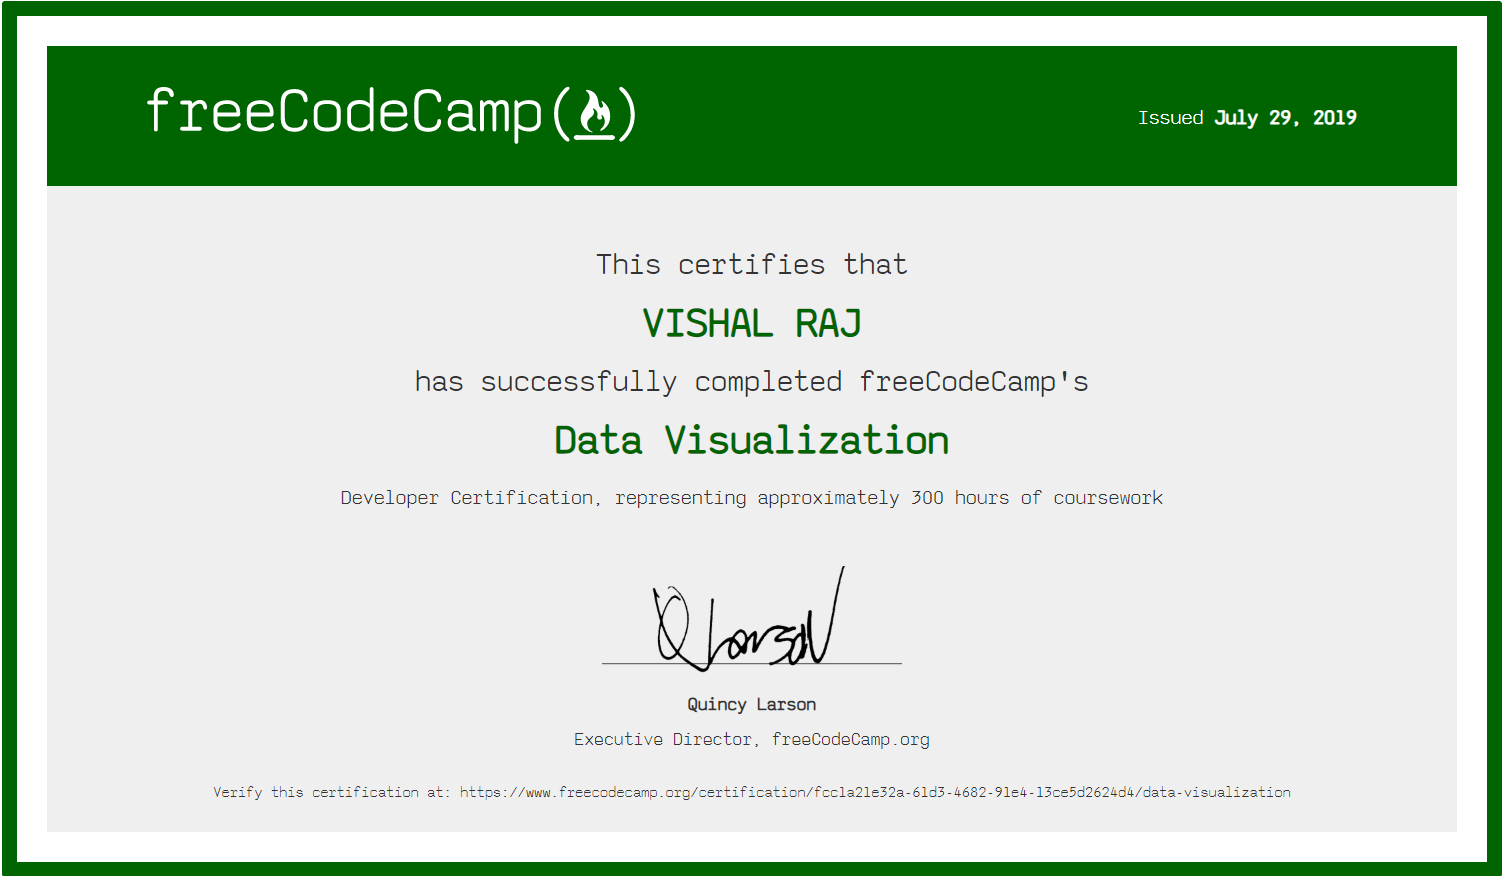 freeCodeCamp(🔥)
Issued July 29, 2019
This certifies that
VISHAL RAJ
has successfully completed freeCodeCamp's
Data Visualization
Developer Certification, representing approximately 300 hours of coursework
Q Larson
Quincy Larson
Executive Director, freeCodeCamp.org
Verify this certification at: https://www.freecodecamp.org/certification/fcc1a21e32a-61d3-4682-91e4-13ce5d2624d4/data-visualization